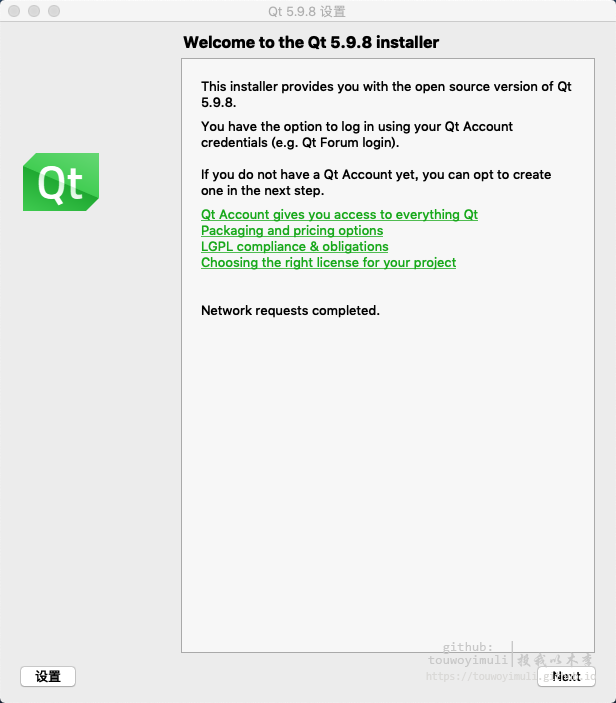 Qt 5.9.8 设置
Welcome to the Qt 5.9.8 installer
This installer provides you with the open source version of Qt
5.9.8.
You have the option to log in using your Qt Account
credentials (e.g. Qt Forum login).
If you do not have a Qt Account yet, you can opt to create
one in the next step.
Qt
Qt Account gives you access to everything Qt
Packaging and pricing options
LGPL compliance & obligations
Choosing the right license for your project
Network requests completed.
github:
touwoyimuli|投我以木李
https://touwoyimuli.github.io
设置
Next